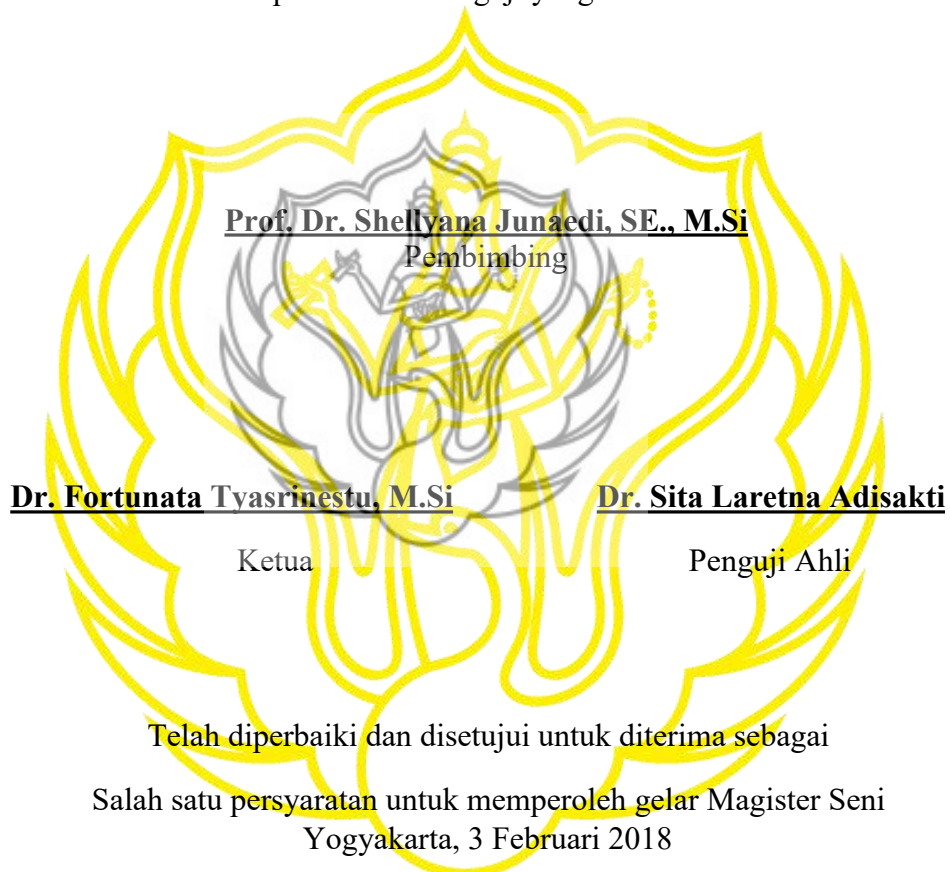 Prof. Dr. Shellyana Junaedi, SE., M.Si
Pembimbing
Dr. Fortunata Tyasrinestu, M.Si
Dr. Sita Laretna Adisakti
Ketua
Penguji Ahli
Telah diperbaiki dan disetujui untuk diterima sebagai
Salah satu persyaratan untuk memperoleh gelar Magister Seni
Yogyakarta, 3 Februari 2018